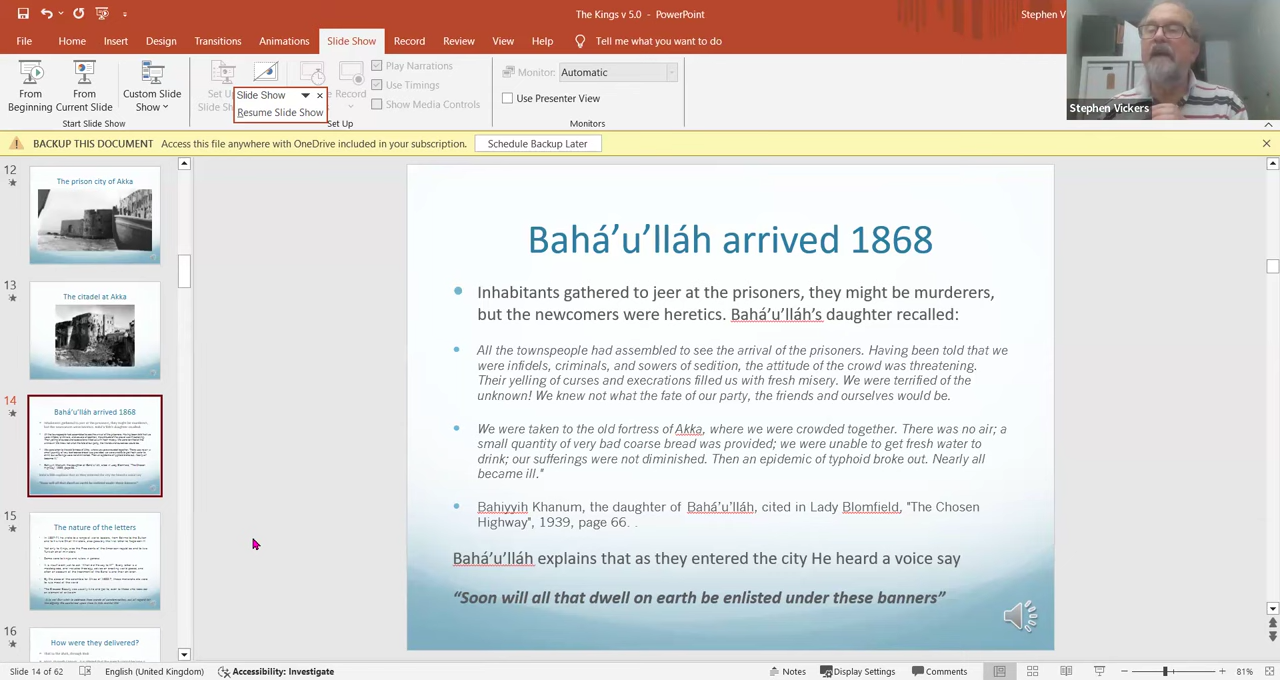 The Kings v 5.0 - PowerPoint
Stephen V
File Home Insert Design Transitions Animations Slide Show Record Review View Help Tell me what you want to do
From Beginning
From Current Slide
Custom Slide Show
Start Slide Show
Slide Show
Resume Slide Show
Record
Set Up
Play Narrations
Use Timings
Show Media Controls
Monitor: Automatic
Use Presenter View
Monitors
Stephen Vickers
BACKUP THIS DOCUMENT Access this file anywhere with OneDrive included in your subscription. Schedule Backup Later
12
The prison city of Akka
13
The citadel at Akka
14
Bahá’u’lláh arrived 1868
15
The nature of the letters
16
How were they delivered?
Bahá’u’lláh arrived 1868
Inhabitants gathered to jeer at the prisoners, they might be murderers,
but the newcomers were heretics. Bahá’u’lláh’s daughter recalled:
All the townspeople had assembled to see the arrival of the prisoners. Having been told that we
were infidels, criminals, and sowers of sedition, the attitude of the crowd was threatening.
Their yelling of curses and execrations filled us with fresh misery. We were terrified of the
unknown! We knew not what the fate of our party, the friends and ourselves would be.
We were taken to the old fortress of Akka, where we were crowded together. There was no air; a
small quantity of very bad coarse bread was provided; we were unable to get fresh water to
drink; our sufferings were not diminished. Then an epidemic of typhoid broke out. Nearly all
became ill."
Bahiyyih Khanum, the daughter of Bahá’u’lláh, cited in Lady Blomfield, "The Chosen
Highway", 1939, page 66. .
Bahá’u’lláh explains that as they entered the city He heard a voice say
“Soon will all that dwell on earth be enlisted under these banners”
Slide 14 of 62 English (United Kingdom) Accessibility: Investigate Notes Display Settings Comments 81%